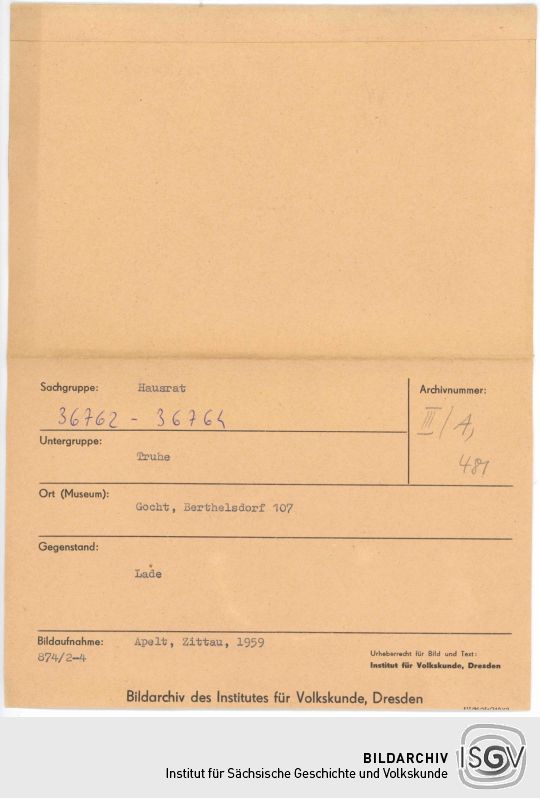 Sachgruppe: Hausrat
Archivnummer:
36762 - 36764
III/A,
481
Untergruppe:
Truhe
Ort (Museum):
Gocht, Berthelsdorf 107
Gegenstand:
Lade
Bildaufnahme: Apelt, Zittau, 1959
874/2-4
Urheberrecht für Bild und Text:
Institut für Volkskunde, Dresden
Bildarchiv des Institutes für Volkskunde, Dresden
BILDARCHIV ISGV
Institut für Sächsische Geschichte und Volkskunde